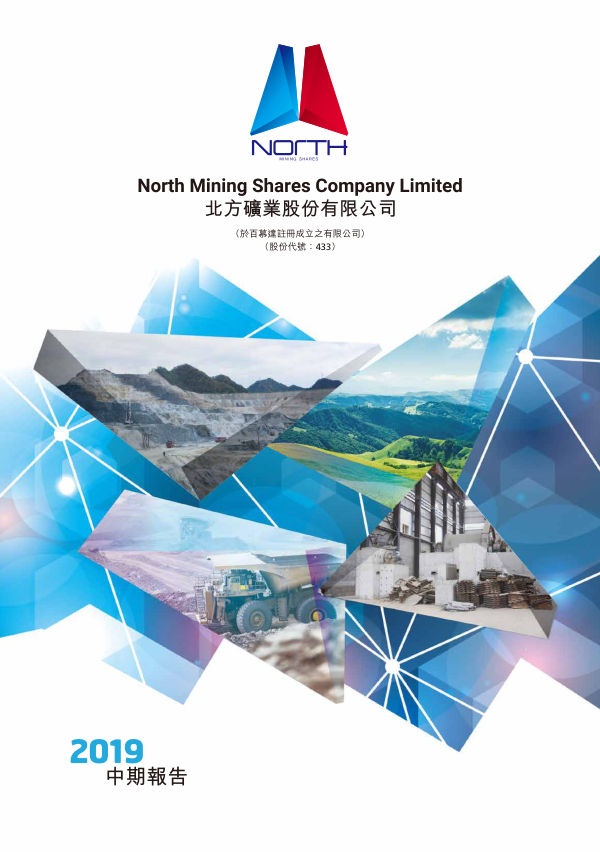 NORTH
MINING SHARES
North Mining Shares Company Limited
北方礦業股份有限公司
（於百慕達註冊成立之有限公司）
（股份代號：433）
2019
中期報告